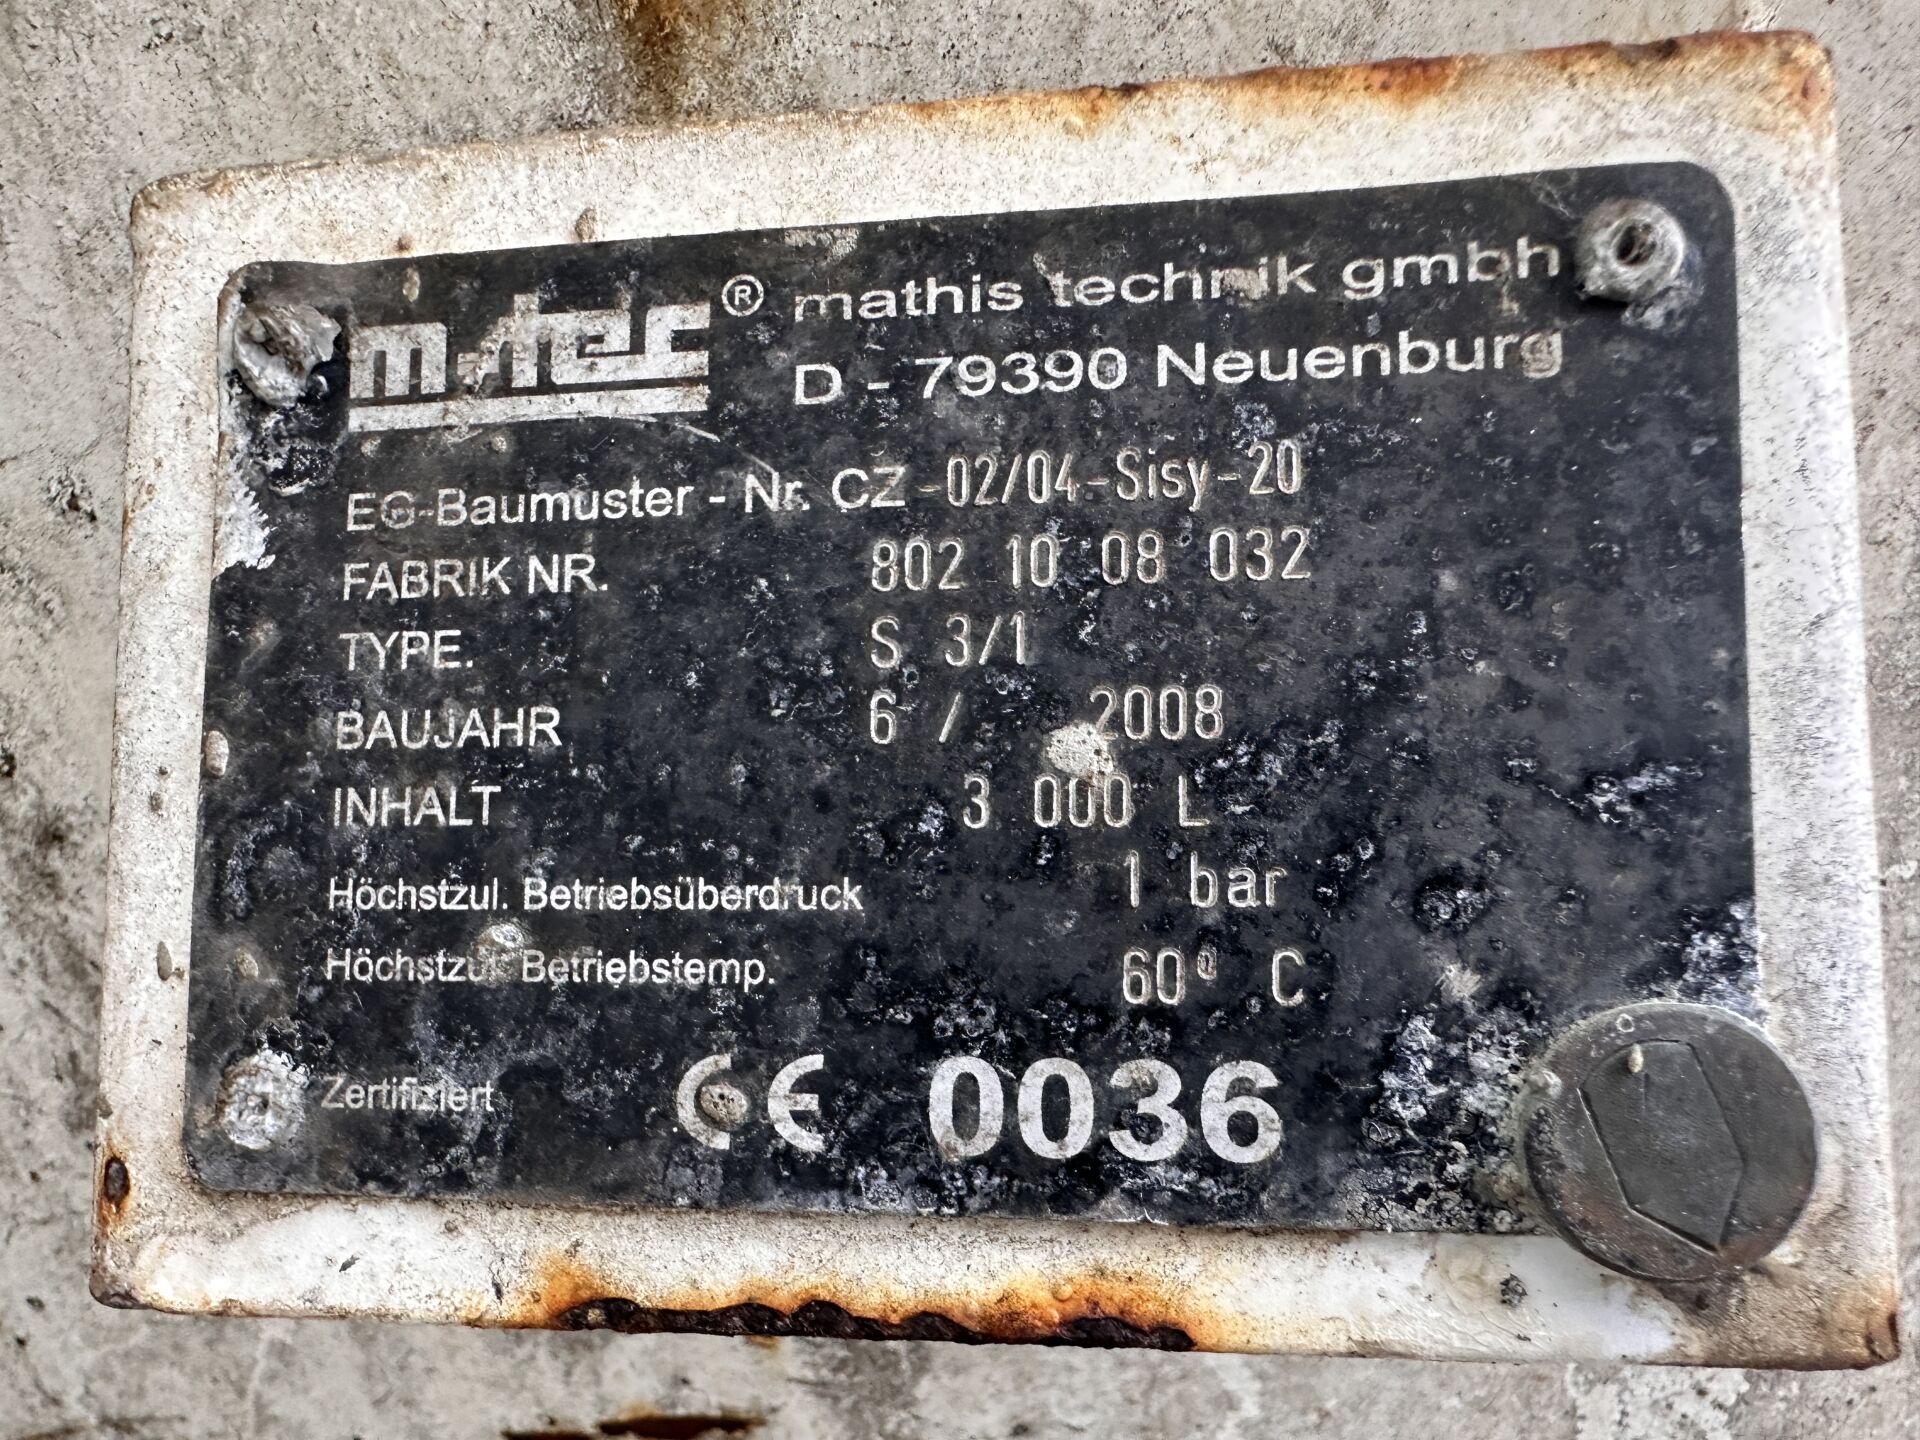 m-tec® mathis technik gmbh
D - 79390 Neuenburg
EG-Baumuster - Nr. CZ -02/04-Sisy-20
FABRIK NR. 802 10 08 032
TYPE. S 3/1
BAUJAHR 6 / 2008
INHALT 3 000 L
Höchstzul. Betriebsüberdruck 1 bar
Höchstzul. Betriebstemp. 60° C
Zertifiziert CE 0036